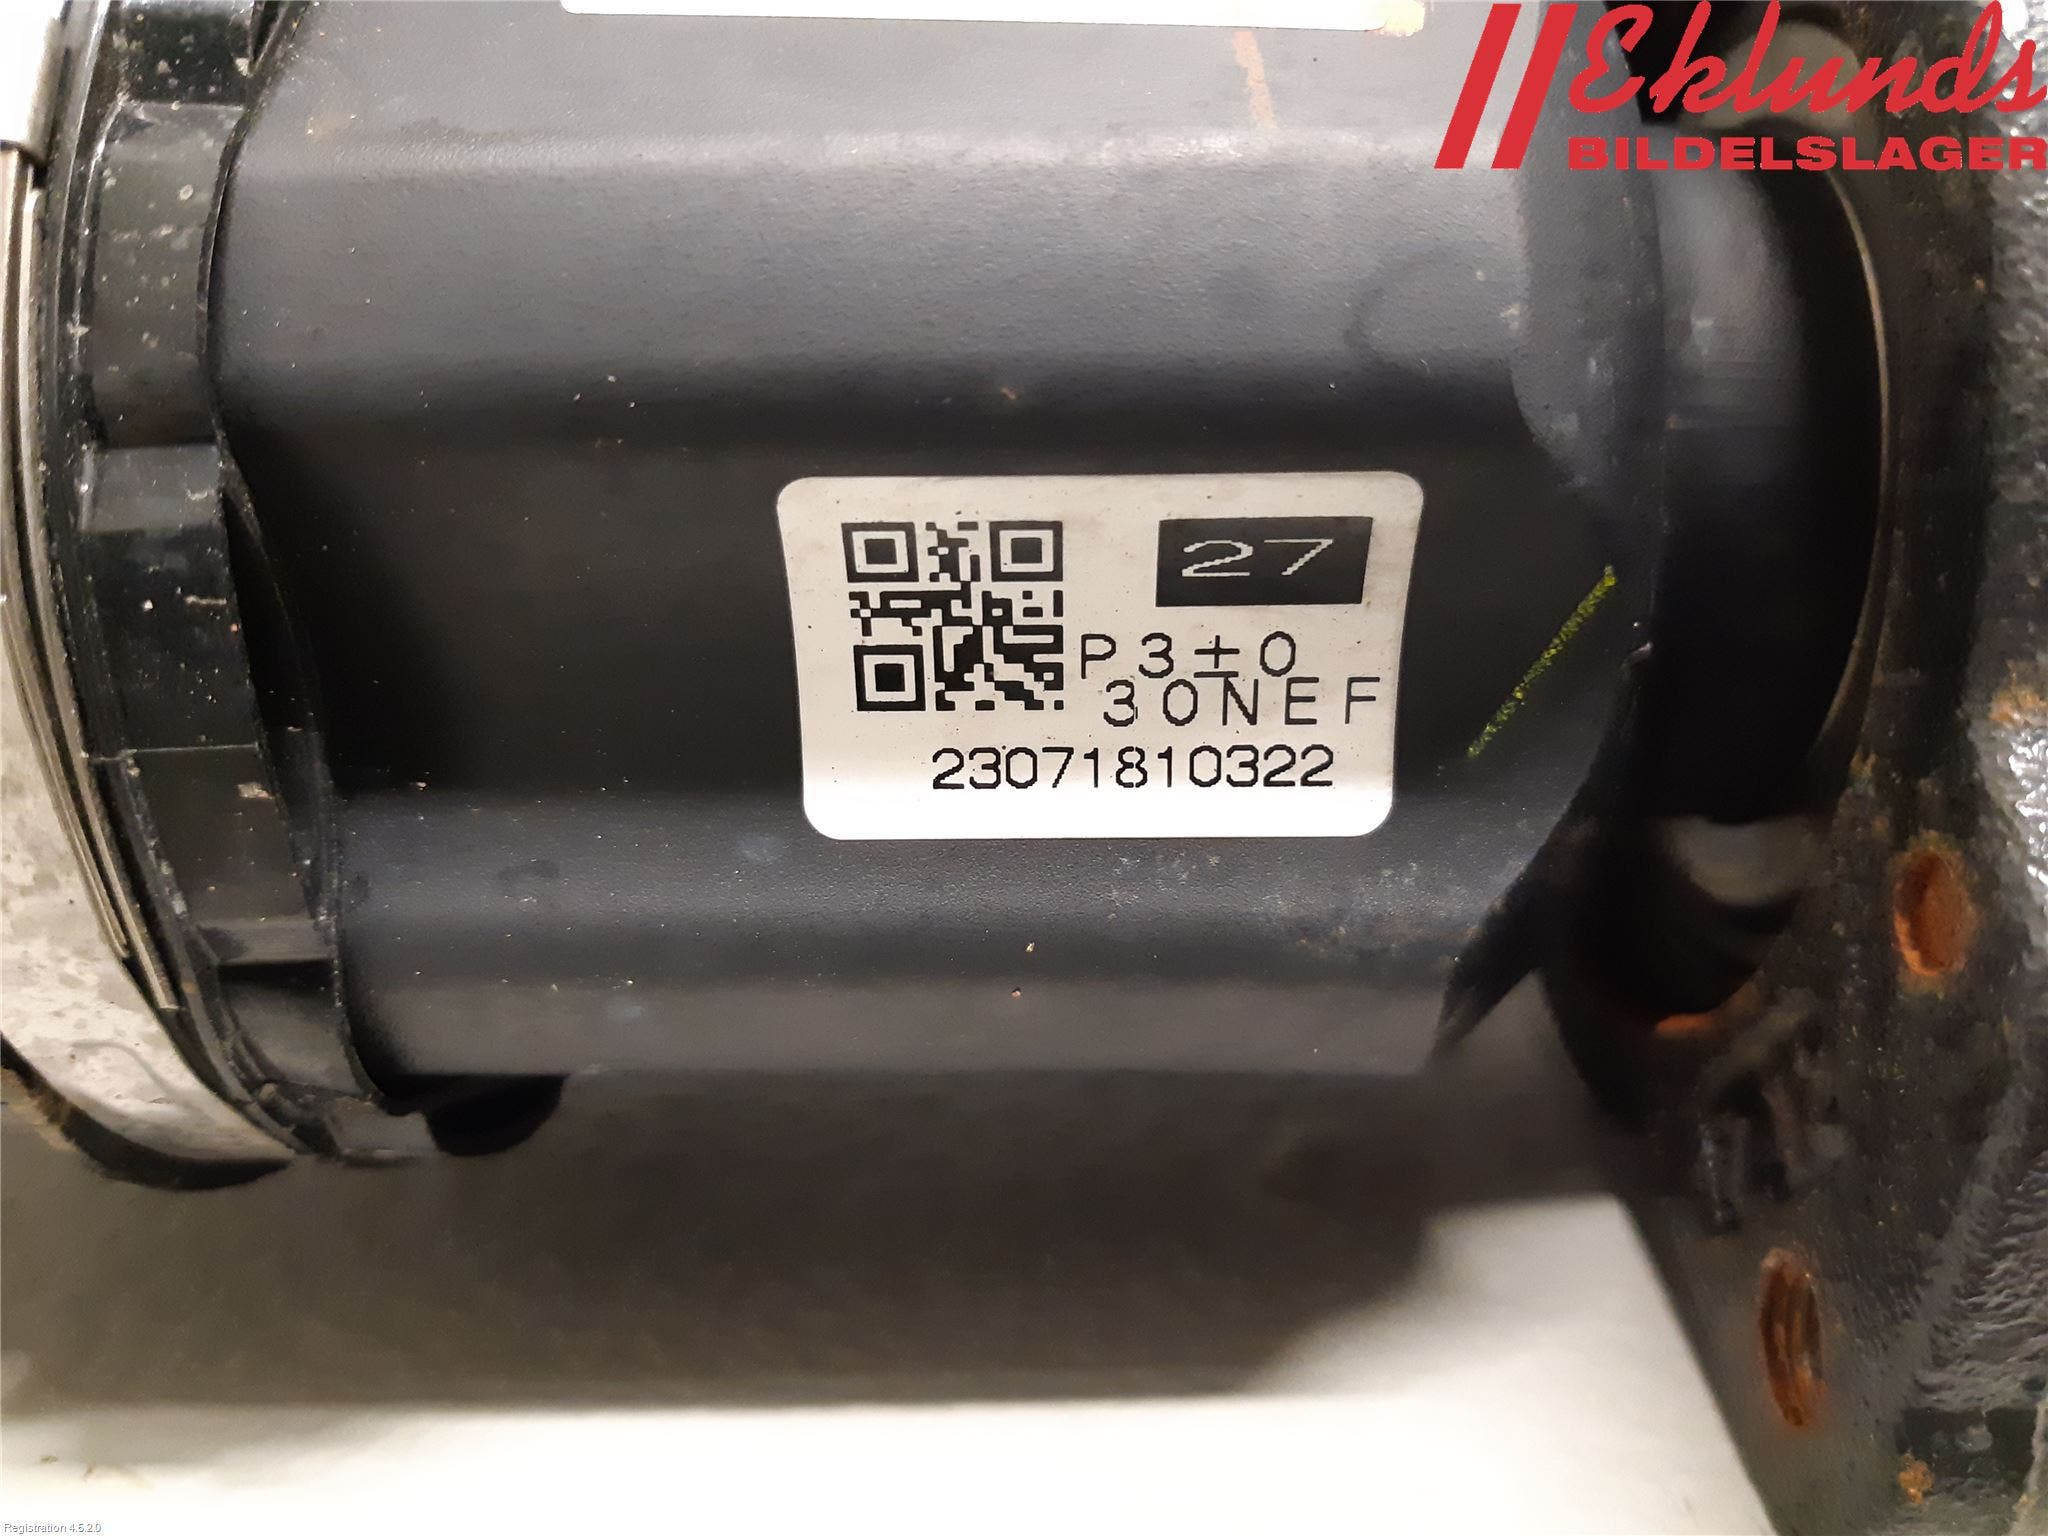 Eklunds
BILDELSLAGER
27
P3±0
30NEF
23071810322
Registration 4.5.2.0